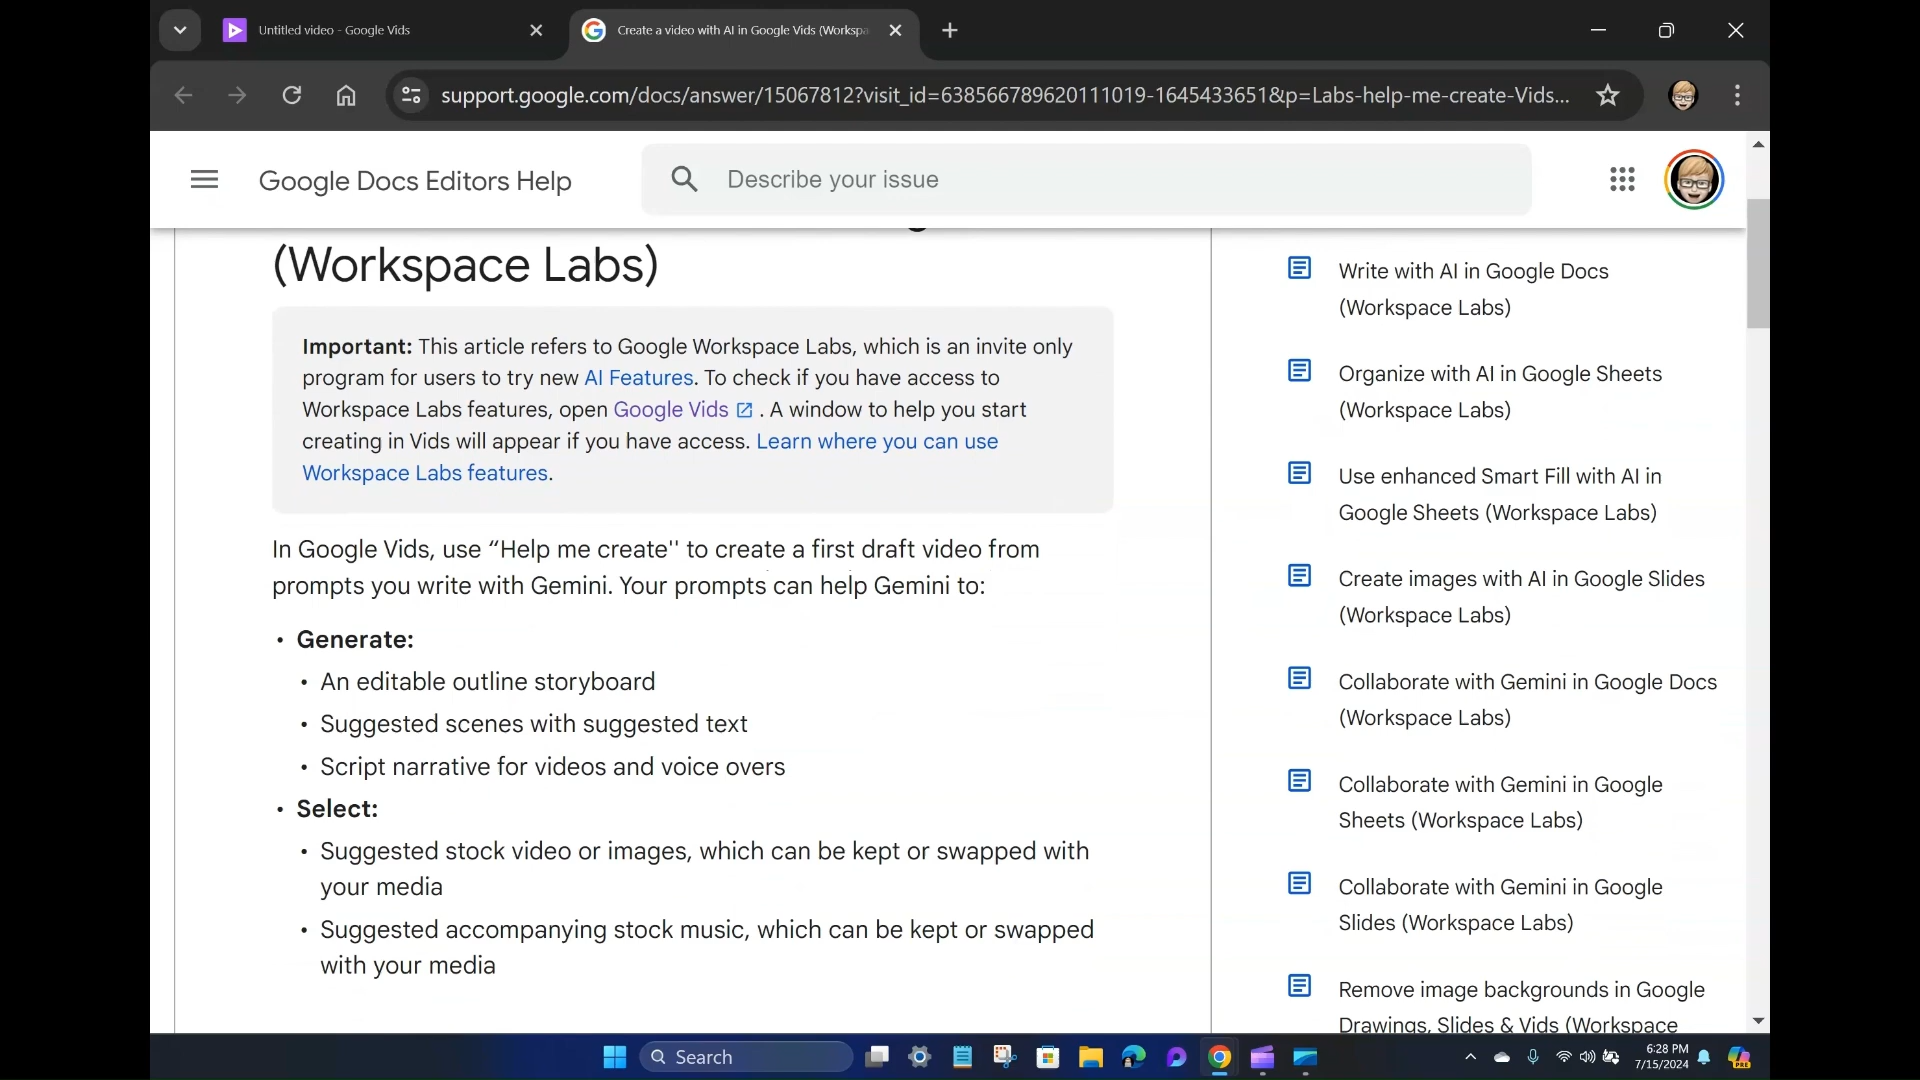 Untitled video - Google Vids
Create a video with AI in Google Vids (Workspa
support.google.com/docs/answer/15067812?visit_id=638566789620111019-1645433651&p=Labs-help-me-create-Vids...
Google Docs Editors Help
Describe your issue
(Workspace Labs)
Important: This article refers to Google Workspace Labs, which is an invite only
program for users to try new AI Features. To check if you have access to
Workspace Labs features, open Google Vids . A window to help you start
creating in Vids will appear if you have access. Learn where you can use
Workspace Labs features.
In Google Vids, use “Help me create'' to create a first draft video from
prompts you write with Gemini. Your prompts can help Gemini to:
• Generate:
• An editable outline storyboard
• Suggested scenes with suggested text
• Script narrative for videos and voice overs
• Select:
• Suggested stock video or images, which can be kept or swapped with
your media
• Suggested accompanying stock music, which can be kept or swapped
with your media
Write with AI in Google Docs
(Workspace Labs)
Organize with AI in Google Sheets
(Workspace Labs)
Use enhanced Smart Fill with AI in
Google Sheets (Workspace Labs)
Create images with AI in Google Slides
(Workspace Labs)
Collaborate with Gemini in Google Docs
(Workspace Labs)
Collaborate with Gemini in Google
Sheets (Workspace Labs)
Collaborate with Gemini in Google
Slides (Workspace Labs)
Remove image backgrounds in Google
Drawings, Slides & Vids (Workspace
Search
6:28 PM
7/15/2024
PRE